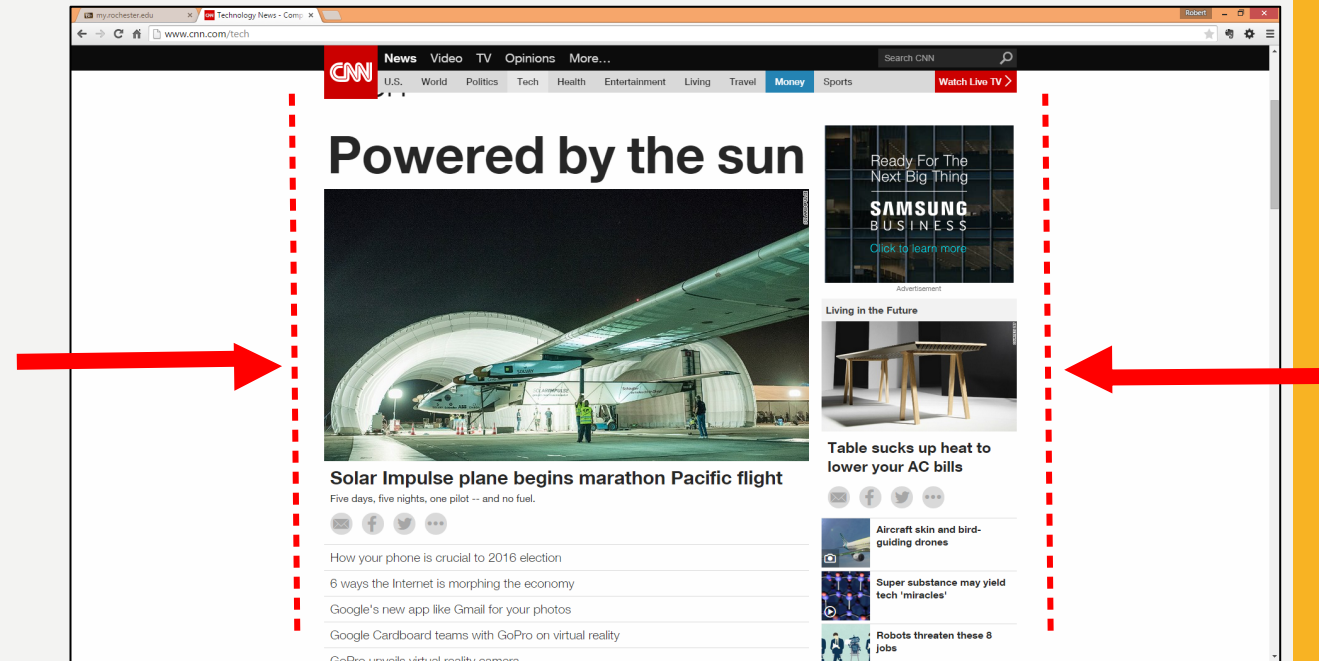 my.rochester.edu
Technology News - Comp
Robert
www.cnn.com/tech
CNN
News Video TV Opinions More...
Search CNN
U.S. World Politics Tech Health Entertainment Living Travel Money Sports
Watch Live TV
Powered by the sun
Ready For The
Next Big Thing
SAMSUNG
BUSINESS
Click to learn more
Advertisement
Solar Impulse plane begins marathon Pacific flight
Five days, five nights, one pilot -- and no fuel.
How your phone is crucial to 2016 election
6 ways the Internet is morphing the economy
Google's new app like Gmail for your photos
Google Cardboard teams with GoPro on virtual reality
GoPro unveils virtual reality camera
Living in the Future
Table sucks up heat to
lower your AC bills
Aircraft skin and bird-
guiding drones
Super substance may yield
tech 'miracles'
Robots threaten these 8
jobs